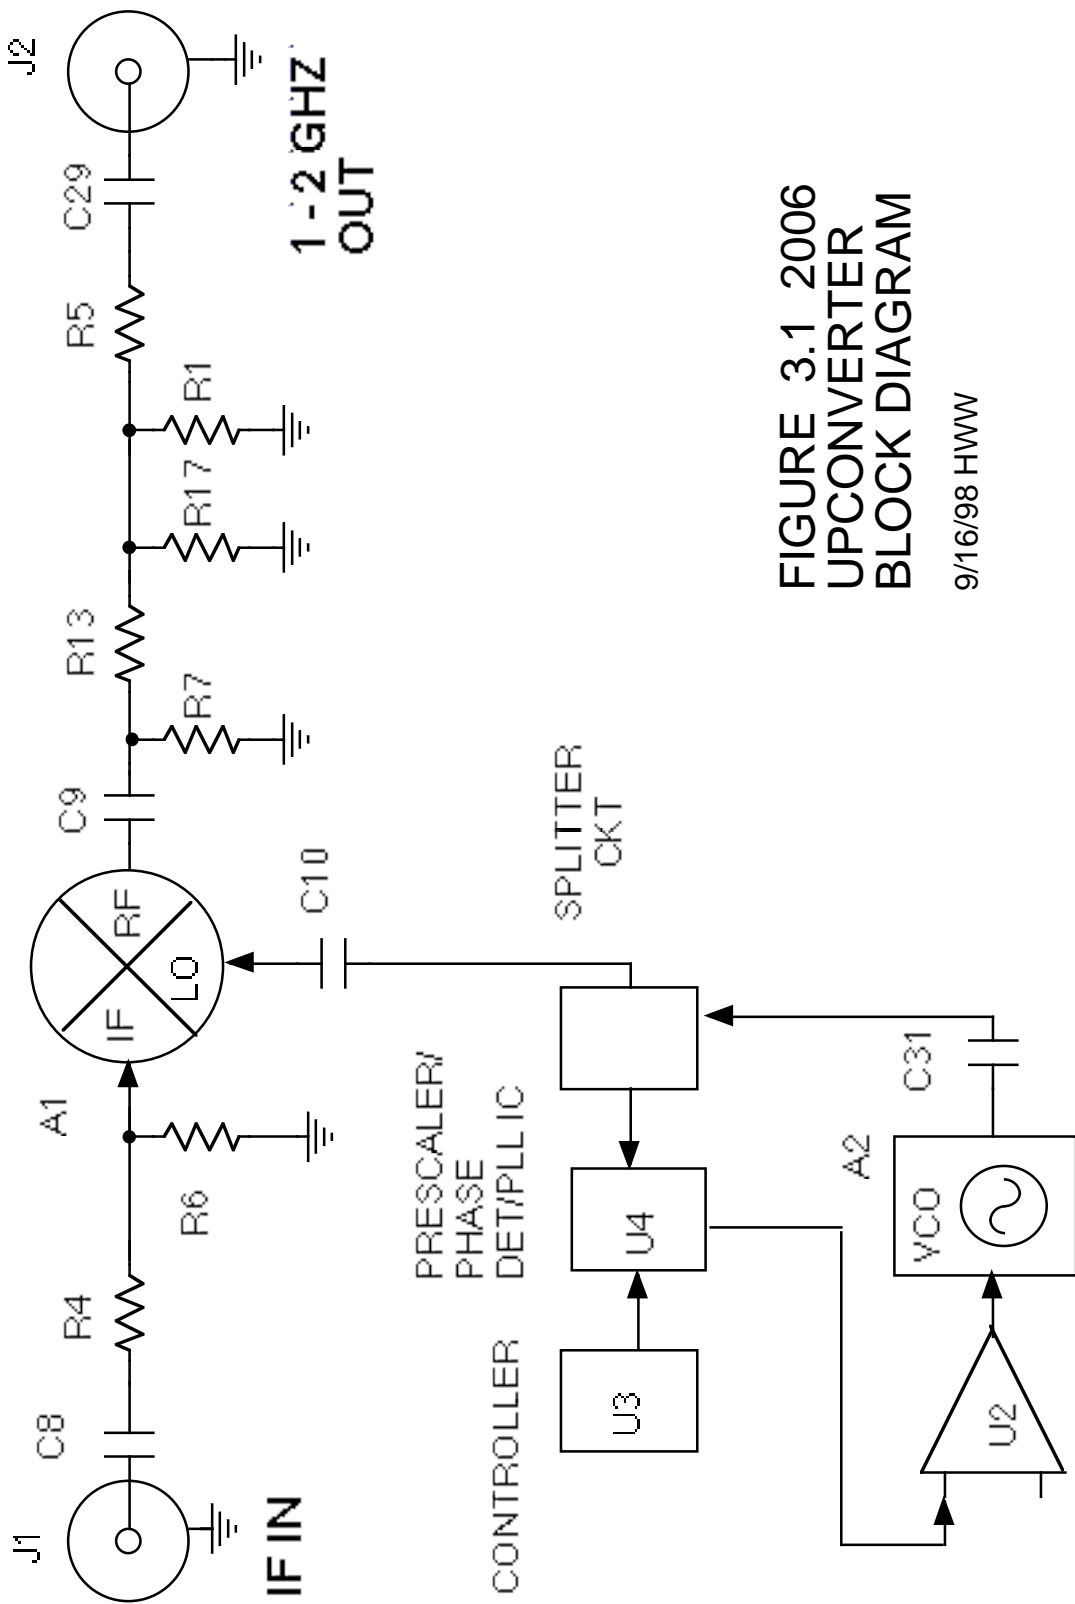 J1
C8
R4
A1
C9
R13
R5
C29
J2
IF
RF
LO
R6
R7
R17
R1
IF IN
C10
1 - 2 GHZ
OUT
PRESCALER/
PHASE
DET/PLL IC
CONTROLLER
SPLITTER
CKT
U3
U4
A2
VCO
C31
U2
FIGURE 3.1 2006
UPCONVERTER
BLOCK DIAGRAM
9/16/98 HWW